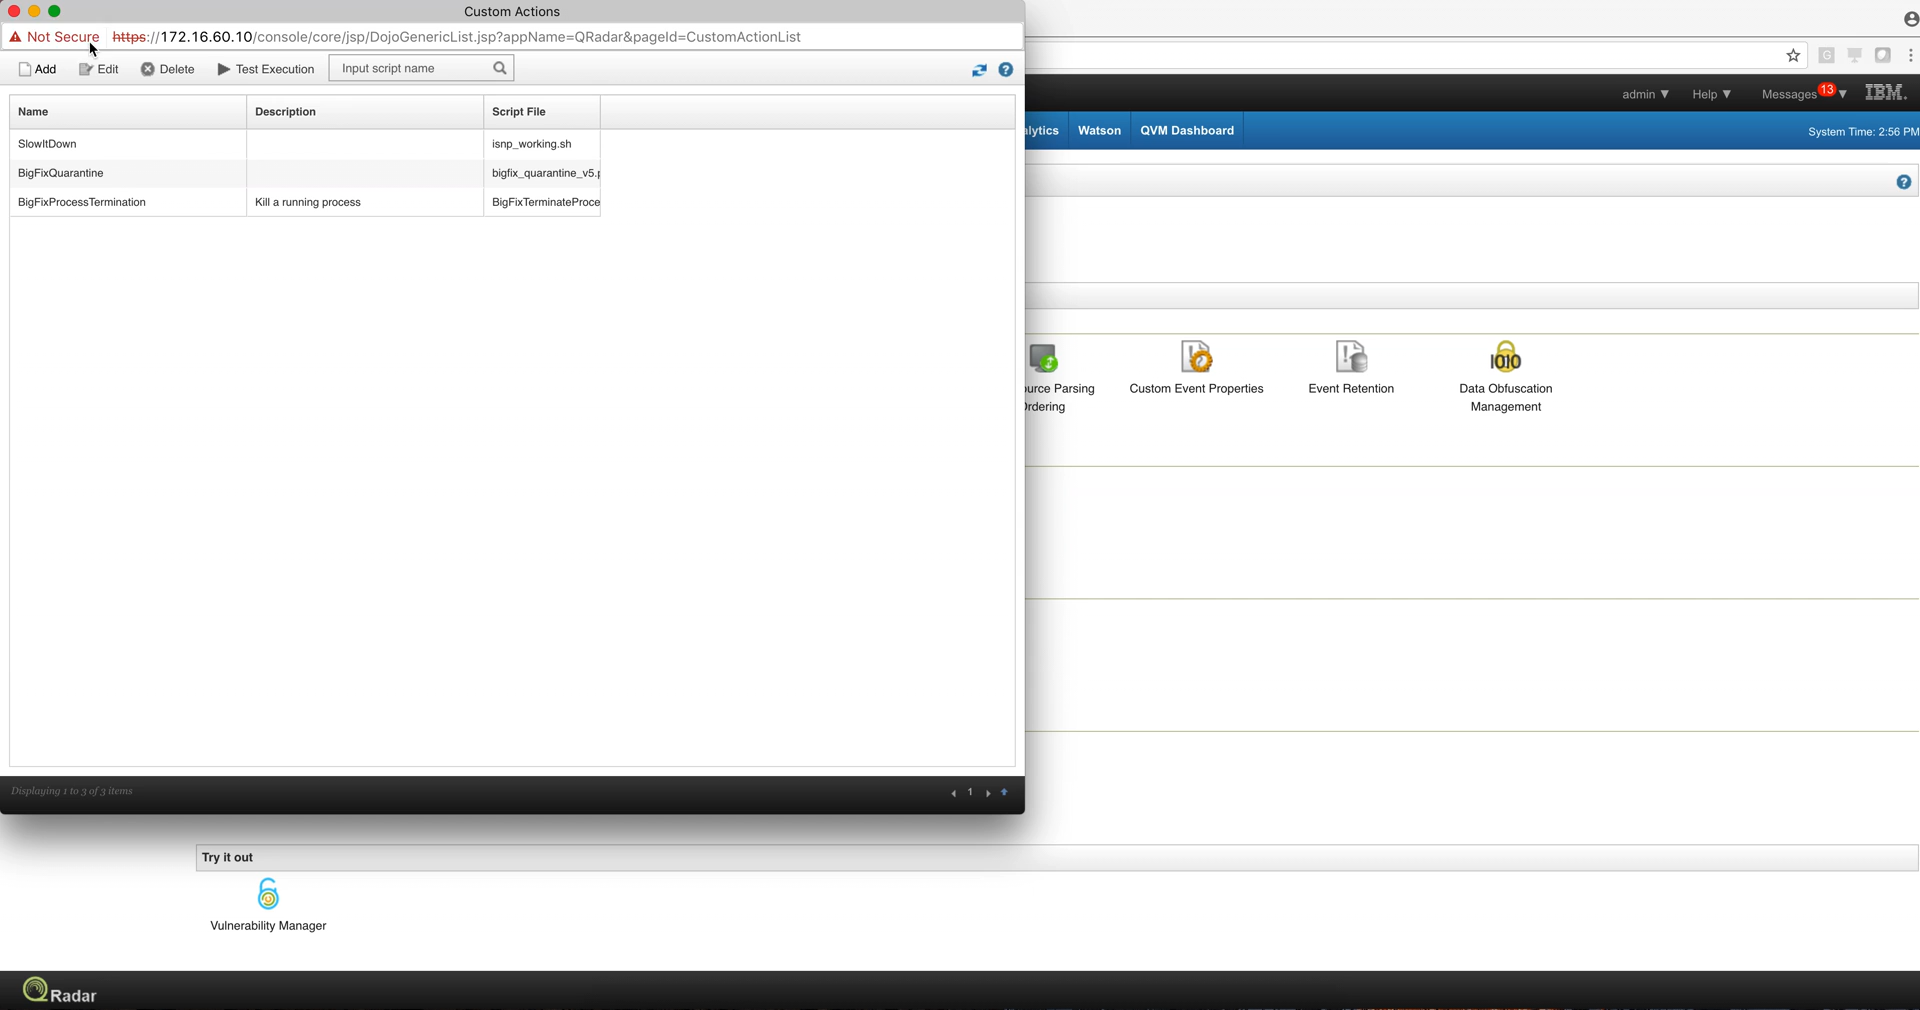 Custom Actions
Not Secure https://172.16.60.10/console/core/jsp/DojoGenericList.jsp?appName=QRadar&pageId=CustomActionList
Add Edit Delete Test Execution Input script name
Name Description Script File
SlowItDown isnp_working.sh
BigFixQuarantine bigfix_quarantine_v5.p
BigFixProcessTermination Kill a running process BigFixTerminateProce
Displaying 1 to 3 of 3 items
1
admin ▼ Help ▼ Messages 13 ▼ IBM.
lytics Watson QVM Dashboard System Time: 2:56 PM
urce Parsing
Ordering
Custom Event Properties
Event Retention
Data Obfuscation
Management
Try it out
Vulnerability Manager
QRadar